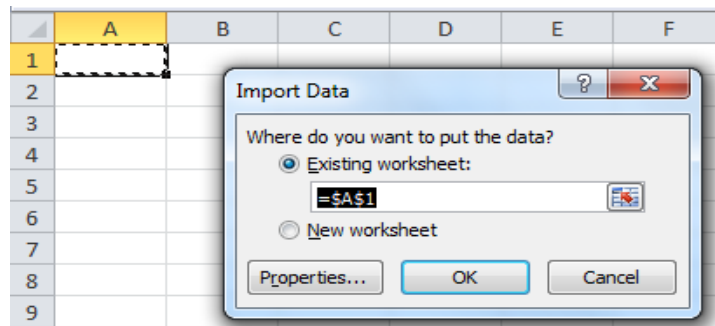 A B C D E F
1
2
Import Data
3
Where do you want to put the data?
4
Existing worksheet:
5
=$A$1
6
New worksheet
7
8
Properties... OK Cancel
9